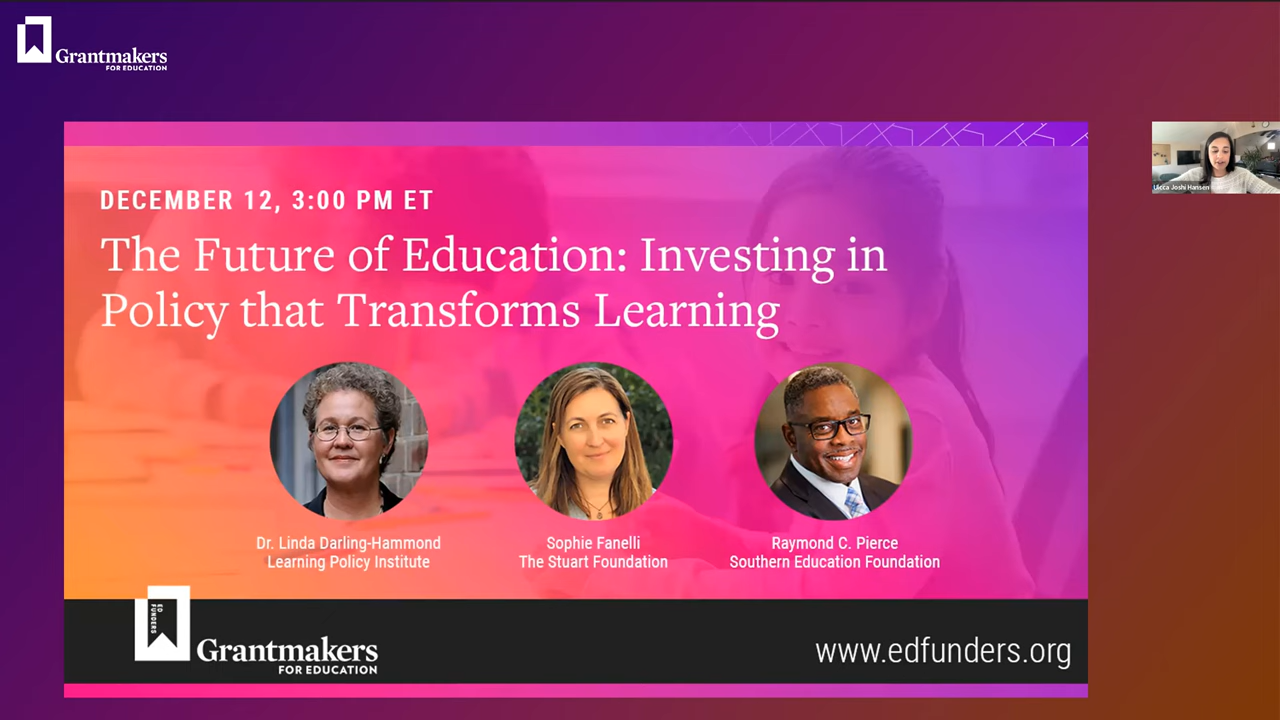 Grantmakers
FOR EDUCATION
DECEMBER 12, 3:00 PM ET
The Future of Education: Investing in
Policy that Transforms Learning
Dr. Linda Darling-Hammond
Learning Policy Institute
Sophie Fanelli
The Stuart Foundation
Raymond C. Pierce
Southern Education Foundation
ED
FUNDERS
Grantmakers
FOR EDUCATION
www.edfunders.org
Joshi Hansen